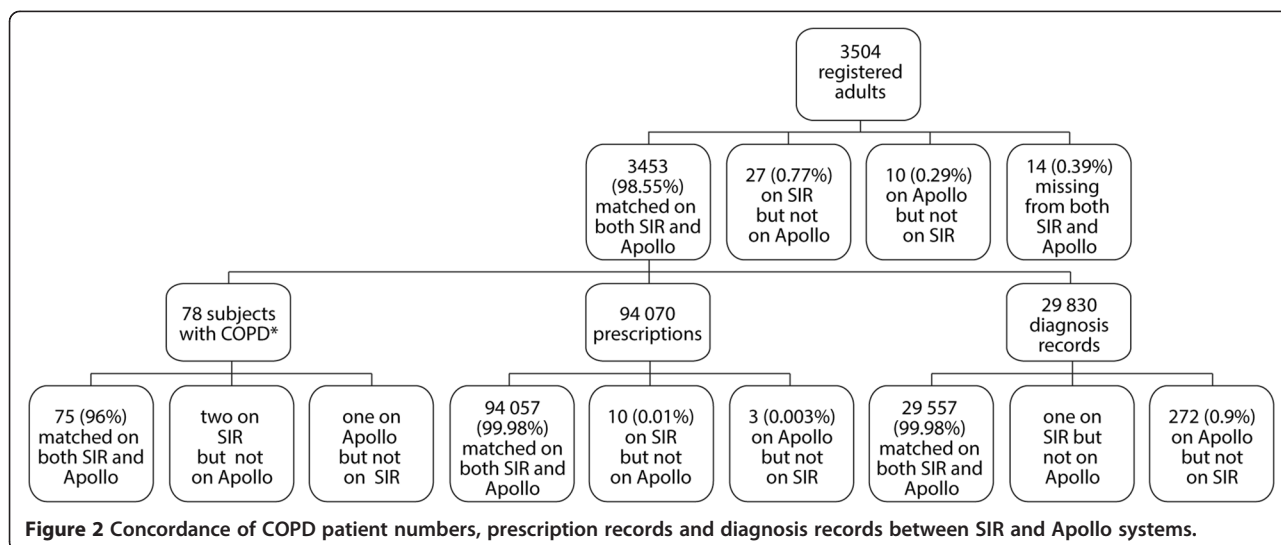 3504
registered
adults
3453
(98.55%)
matched on
both SIR and
Apollo
27 (0.77%)
on SIR
but not
on Apollo
10 (0.29%)
on Apollo
but not
on SIR
14 (0.39%)
missing
from both
SIR and
Apollo
78 subjects
with COPD*
94 070
prescriptions
29 830
diagnosis
records
75 (96%)
matched on
both SIR and
Apollo
two on
SIR
but not
on Apollo
one on
Apollo
but not
on SIR
94 057
(99.98%)
matched on
both SIR and
Apollo
10 (0.01%)
on SIR
but not
on Apollo
3 (0.003%)
on Apollo
but not on
SIR
29 557
(99.98%)
matched on
both SIR and
Apollo
one on
SIR but
not on
Apollo
272 (0.9%)
on Apollo
but not
on SIR
Figure 2 Concordance of COPD patient numbers, prescription records and diagnosis records between SIR and Apollo systems.